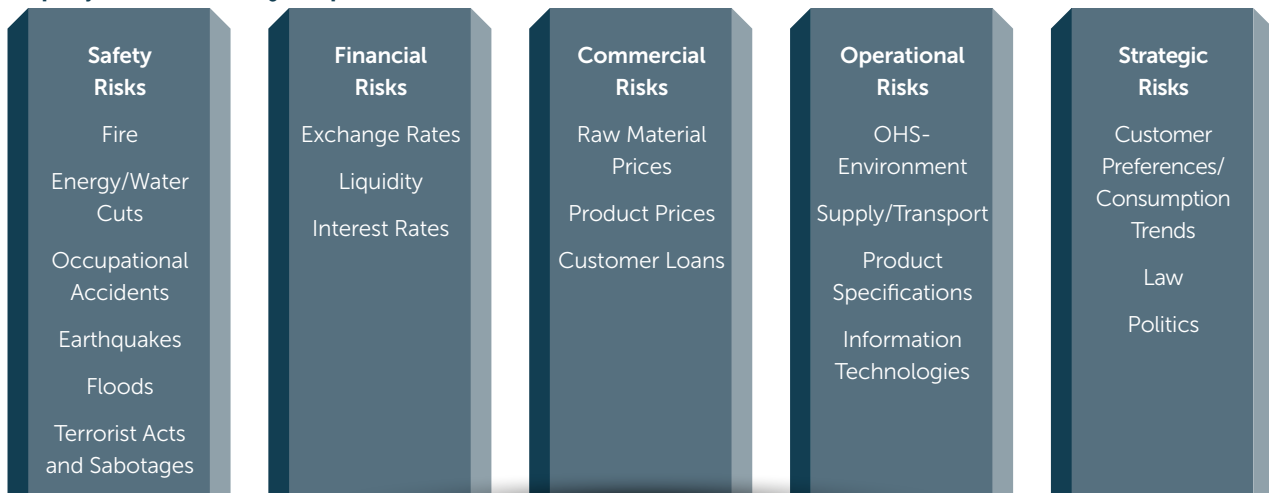 Safety
Risks
Fire
Energy/Water
Cuts
Occupational
Accidents
Earthquakes
Floods
Terrorist Acts
and Sabotages
Financial
Risks
Exchange Rates
Liquidity
Interest Rates
Commercial
Risks
Raw Material
Prices
Product Prices
Customer Loans
Operational
Risks
OHS-
Environment
Supply/Transport
Product
Specifications
Information
Technologies
Strategic
Risks
Customer
Preferences/
Consumption
Trends
Law
Politics